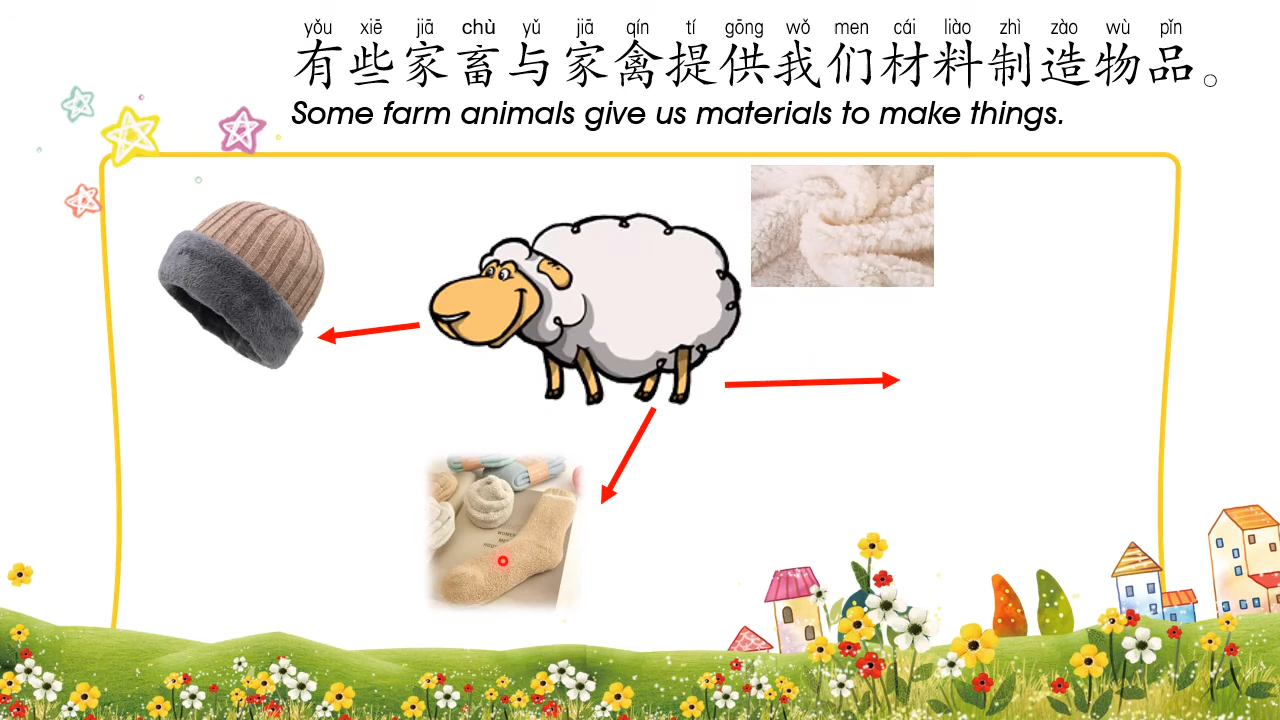 yǒu xiē jiā chù yǔ jiā qín tí gōng wǒ men cái liào zhì zào wù pǐn
有些家畜与家禽提供我们材料制造物品。
Some farm animals give us materials to make things.